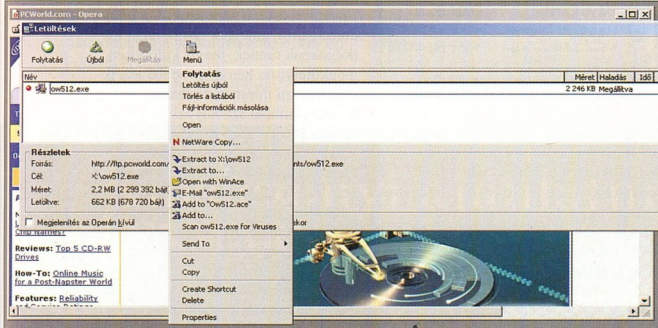 PCWorld.com - Opera
Letöltések
Folytatás Újból Megállítás Menü
Név Méret Haladás Idő
ow512.exe 2 246 KB Megállítva
Folytatás
Letöltés újból
Törlés a listából
Fájl-információk másolása
Open
NetWare Copy...
Extract to X:\ow512
Extract to...
Open with WinAce
E-Mail "ow512.exe"
Add to "Ow512.ace"
Add to...
Scan ow512.exe for Viruses
Send To
Cut
Copy
Create Shortcut
Delete
Properties
Részletek
Forrás: http://ftp.pcworld.com/ nts/ow512.exe
Cél: X:\ow512.exe
Méret: 2,2 MB (2 299 392 bájt
Letöltve: 662 KB (678 720 bájt)
Megjelenítés az Operán kívül kor
Chip Names?
Reviews: Top 5 CD-RW
Drives
How-To: Online Music
for a Post-Napster World
Features: Reliability